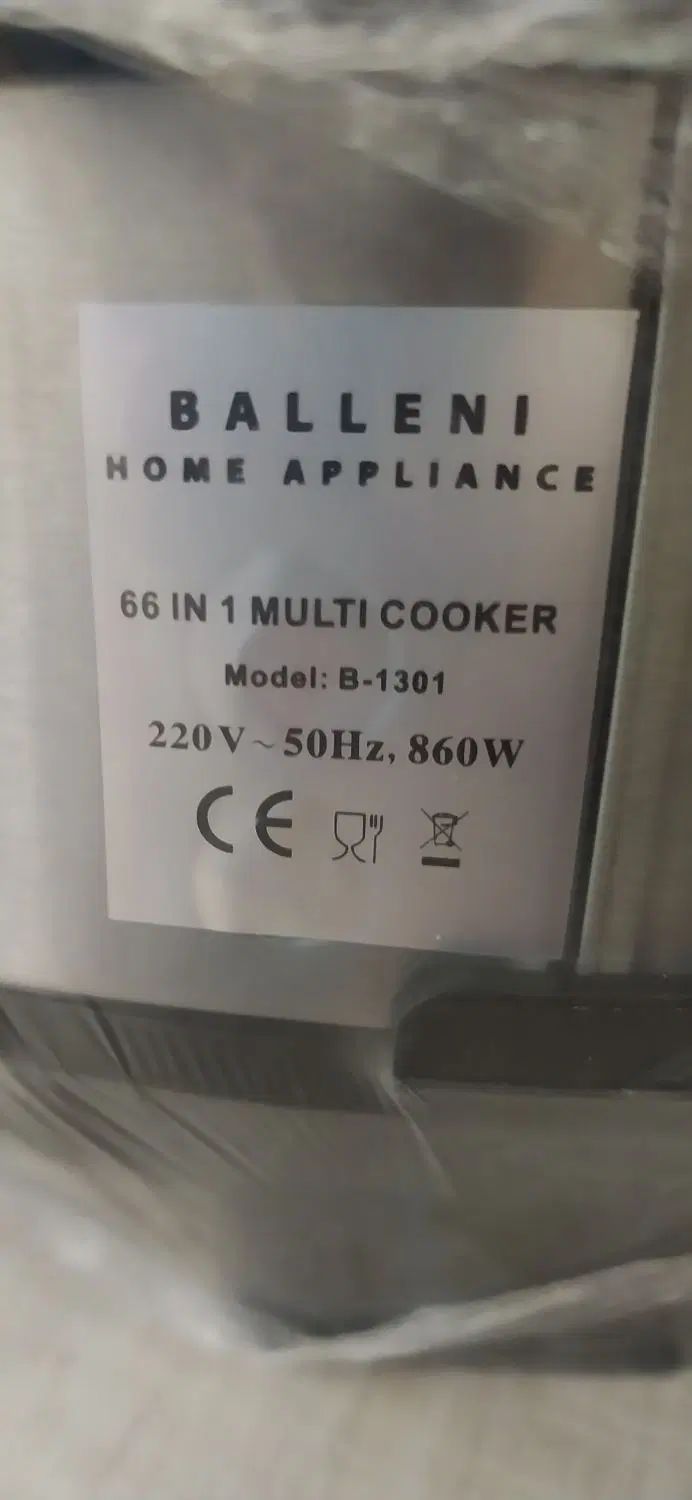 BALLENI
HOME APPLIANCE
66 IN 1 MULTI COOKER
Model: B-1301
220V~50Hz, 860W
CE